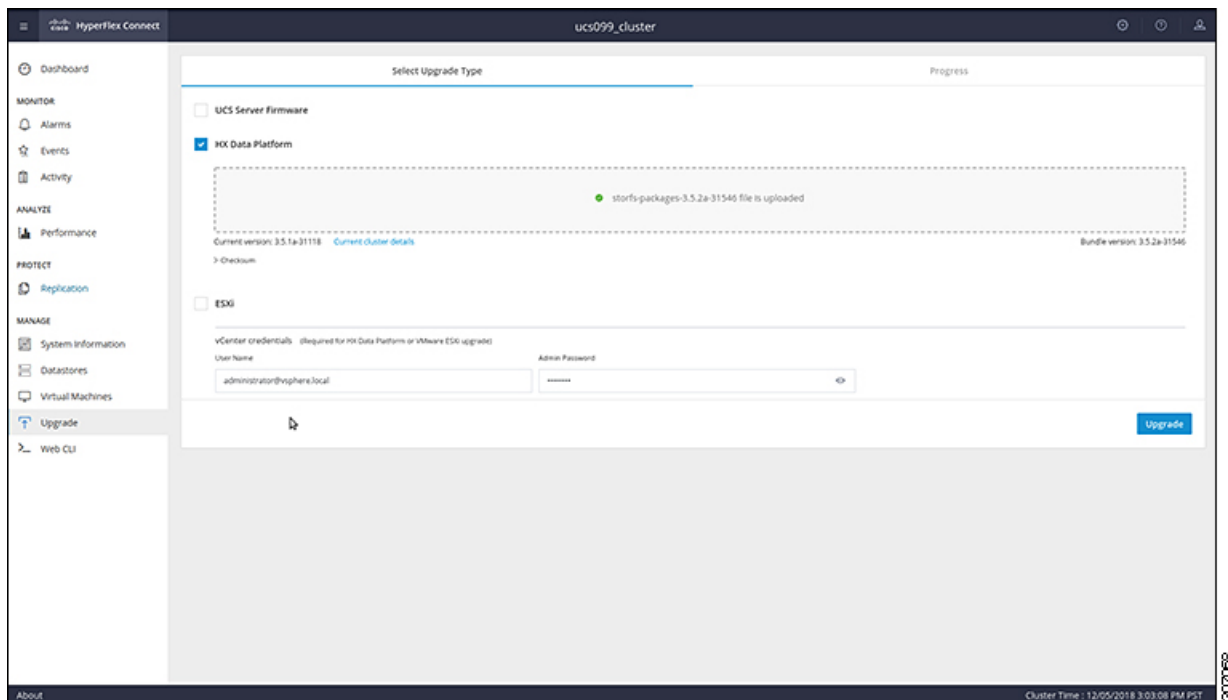 cisco HyperFlex Connect
ucs099_cluster
Dashboard
MONITOR
Alarms
Events
Activity
ANALYZE
Performance
PROTECT
Replication
MANAGE
System Information
Datastores
Virtual Machines
Upgrade
Web CLI
Select Upgrade Type
Progress
UCS Server Firmware
HX Data Platform
storfs-packages-3.5.2a-31546 file is uploaded
Current version: 3.5.1a-31118 Current cluster details
Bundle version: 3.5.2a-31546
> Checksum
ESXi
vCenter credentials (Required for HX Data Platform or VMware ESXi upgrade)
User Name
Admin Password
administrator@vsphere.local
Upgrade
About
Cluster Time : 12/05/2018 3:03:08 PM PST